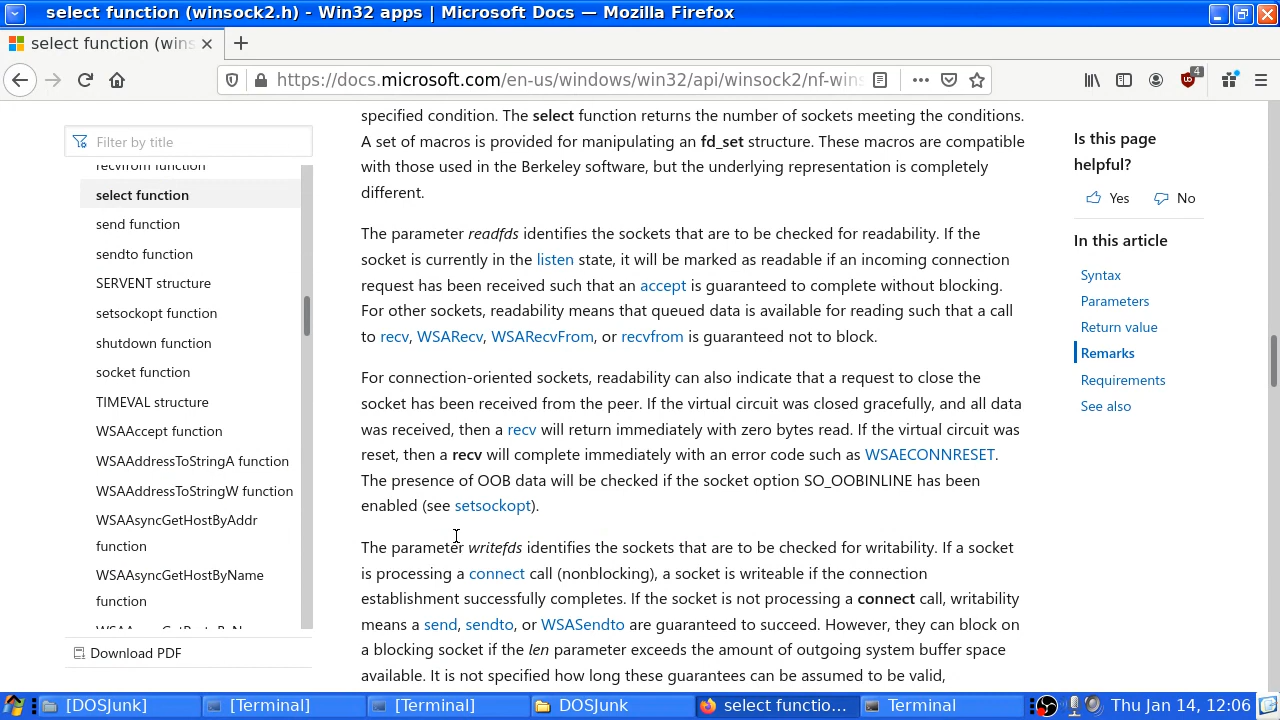 select function (winsock2.h) - Win32 apps | Microsoft Docs — Mozilla Firefox
select function (wins
https://docs.microsoft.com/en-us/windows/win32/api/winsock2/nf-wins
4
Filter by title
recvfrom function
select function
send function
sendto function
SERVENT structure
setsockopt function
shutdown function
socket function
TIMEVAL structure
WSAAccept function
WSAAddressToStringA function
WSAAddressToStringW function
WSAAsyncGetHostByAddr
function
WSAAsyncGetHostByName
function
Download PDF
specified condition. The select function returns the number of sockets meeting the conditions.
A set of macros is provided for manipulating an fd_set structure. These macros are compatible
with those used in the Berkeley software, but the underlying representation is completely
different.
The parameter readfds identifies the sockets that are to be checked for readability. If the
socket is currently in the listen state, it will be marked as readable if an incoming connection
request has been received such that an accept is guaranteed to complete without blocking.
For other sockets, readability means that queued data is available for reading such that a call
to recv, WSARecv, WSARecvFrom, or recvfrom is guaranteed not to block.
For connection-oriented sockets, readability can also indicate that a request to close the
socket has been received from the peer. If the virtual circuit was closed gracefully, and all data
was received, then a recv will return immediately with zero bytes read. If the virtual circuit was
reset, then a recv will complete immediately with an error code such as WSAECONNRESET.
The presence of OOB data will be checked if the socket option SO_OOBINLINE has been
enabled (see setsockopt).
The parameter writefds identifies the sockets that are to be checked for writability. If a socket
is processing a connect call (nonblocking), a socket is writeable if the connection
establishment successfully completes. If the socket is not processing a connect call, writability
means a send, sendto, or WSASendto are guaranteed to succeed. However, they can block on
a blocking socket if the len parameter exceeds the amount of outgoing system buffer space
available. It is not specified how long these guarantees can be assumed to be valid,
Is this page
helpful?
Yes No
In this article
Syntax
Parameters
Return value
Remarks
Requirements
See also
[DOSJunk] [Terminal] [Terminal] DOSJunk select functio... Terminal Thu Jan 14, 12:06